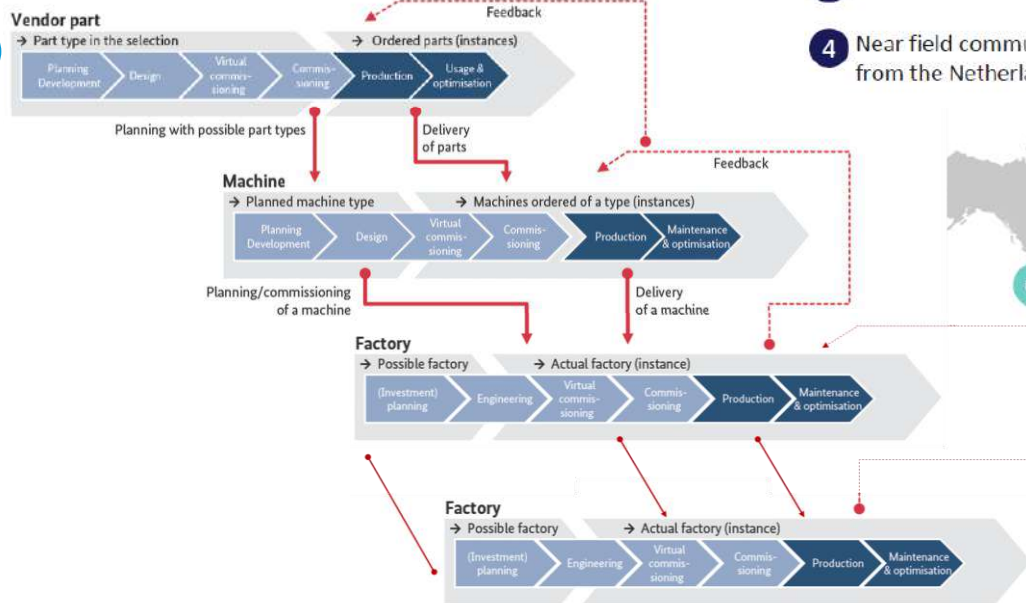 Feedback
Vendor part
→ Part type in the selection
→ Ordered parts (instances)
Planning
Development
Design
Virtual
commis-
sioning
Commis-
sioning
Production
Usage &
optimisation
4
Near field commu
from the Netherla
Planning with possible part types
Delivery
of parts
Feedback
Machine
→ Planned machine type
→ Machines ordered of a type (instances)
Planning
Development
Design
Virtual
commis-
sioning
Commis-
sioning
Production
Maintenance
& optimisation
Planning/commissioning
of a machine
Delivery
of a machine
Factory
→ Possible factory
→ Actual factory (instance)
(Investment)
planning
Engineering
Virtual
commis-
sioning
Commis-
sioning
Production
Maintenance
& optimisation
Factory
→ Possible factory
→ Actual factory (instance)
(Investment)
planning
Engineering
Virtual
commis-
sioning
Commis-
sioning
Production
Maintenance
& optimisation